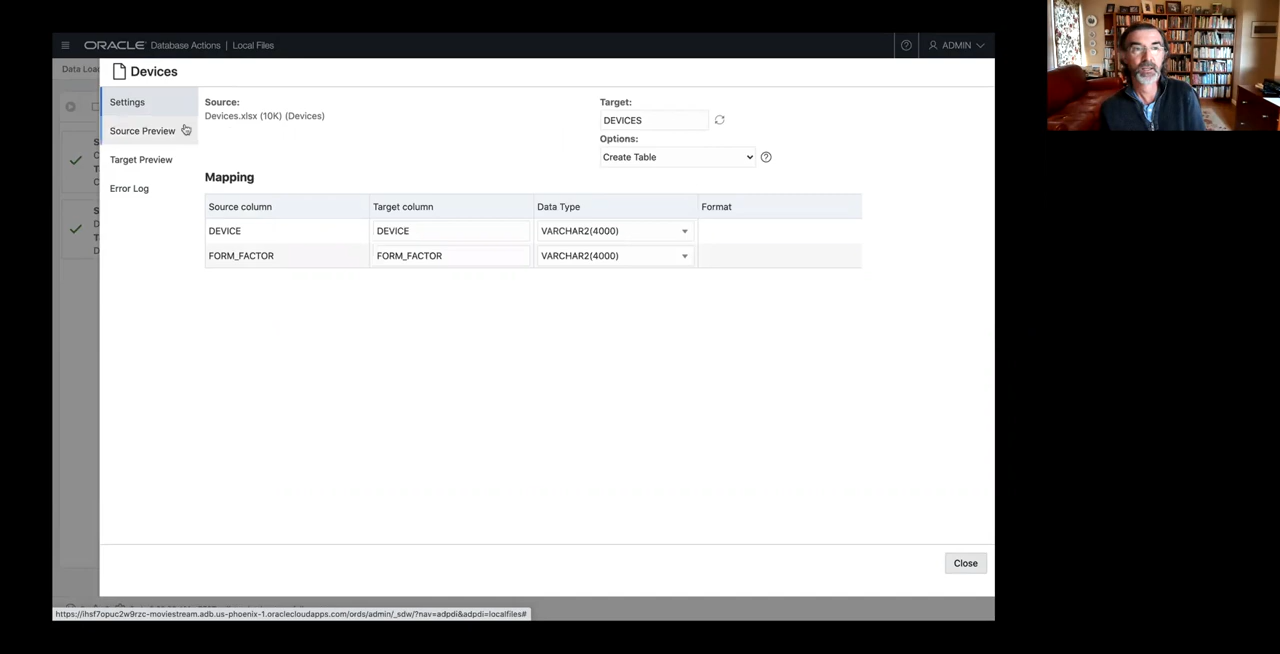 ORACLE Database Actions | Local Files
ADMIN
Data Loa
Devices
Settings
Source Preview
Target Preview
Error Log
Source:
Devices.xlsx (10K) (Devices)
Target:
DEVICES
Options:
Create Table
Mapping
Source column Target column Data Type Format
DEVICE DEVICE VARCHAR2(4000)
FORM_FACTOR FORM_FACTOR VARCHAR2(4000)
Close
https://ihsf7opuc2w9rzc-moviestream.adb.us-phoenix-1.oraclecloudapps.com/ords/admin/_sdw/?nav=adpdi&adpdi=localfiles#